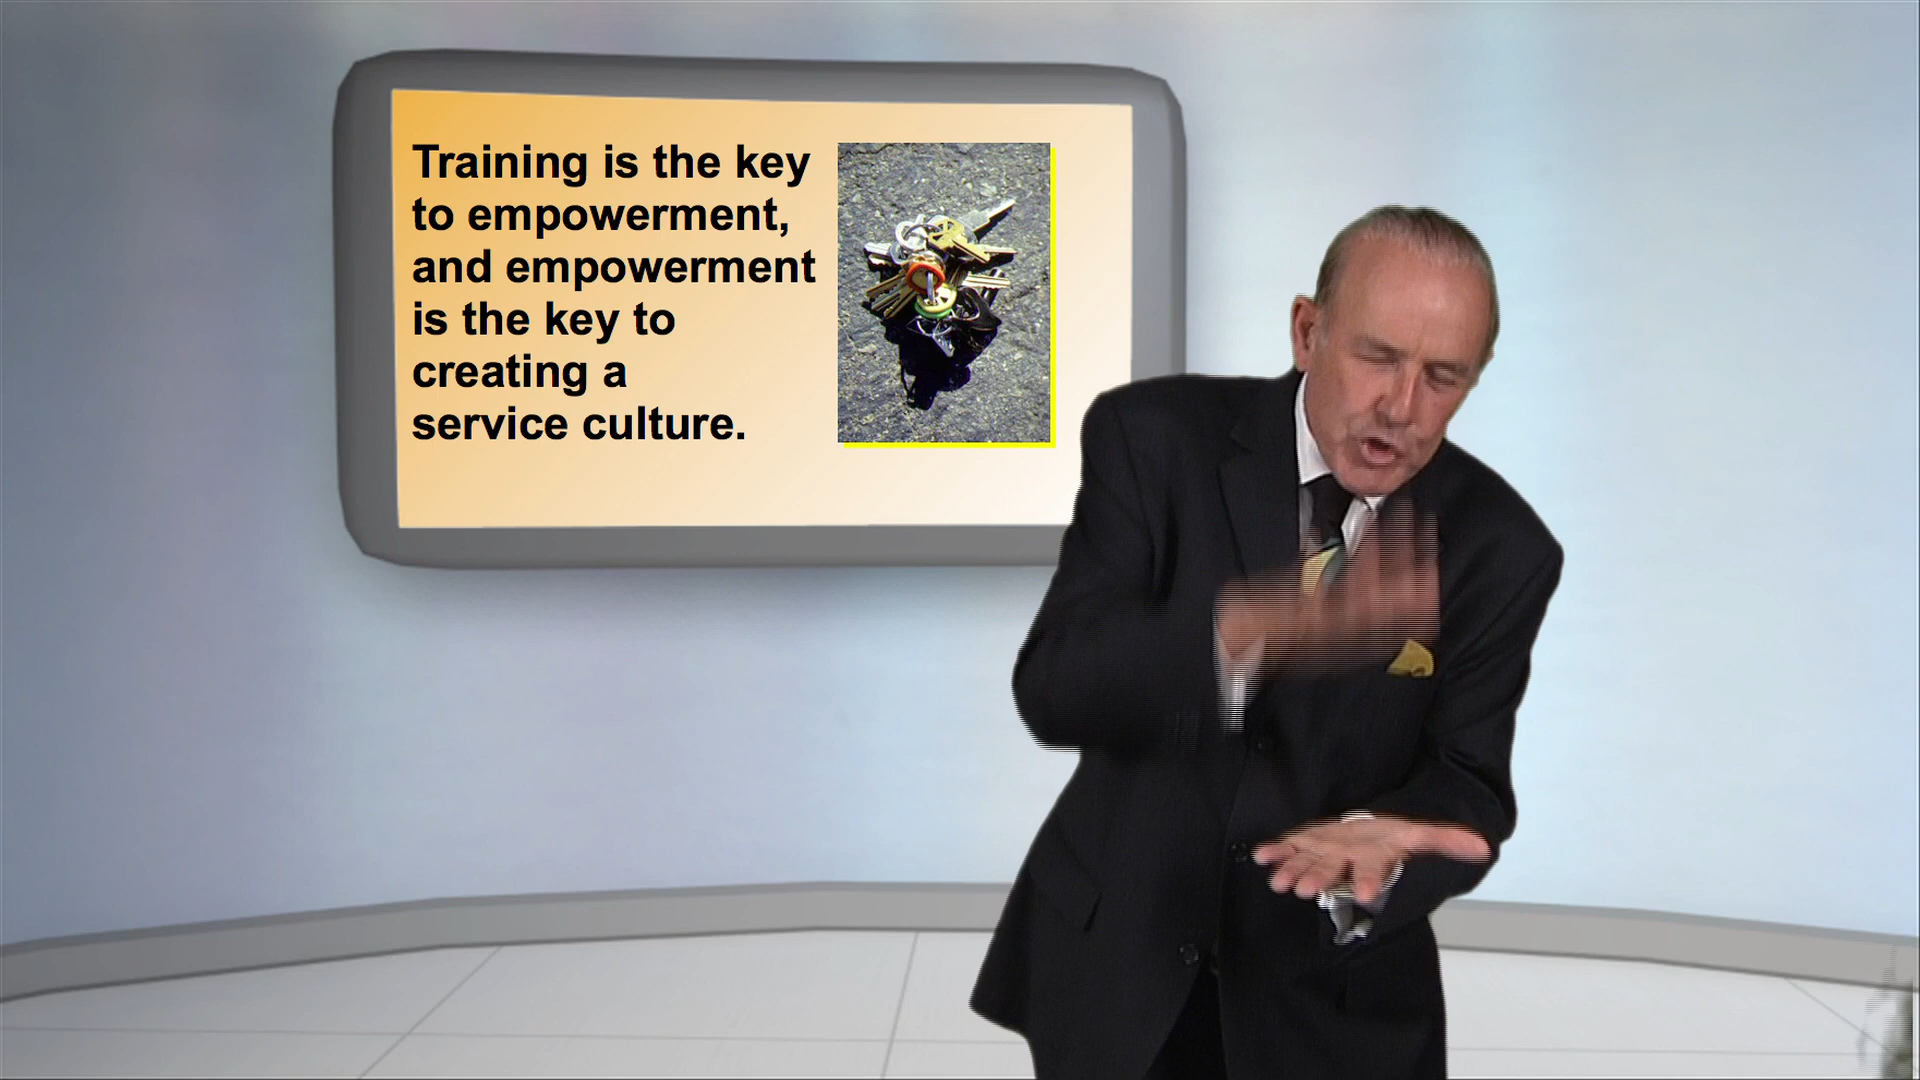 Training is the key
to empowerment,
and empowerment
is the key to
creating a
service culture.